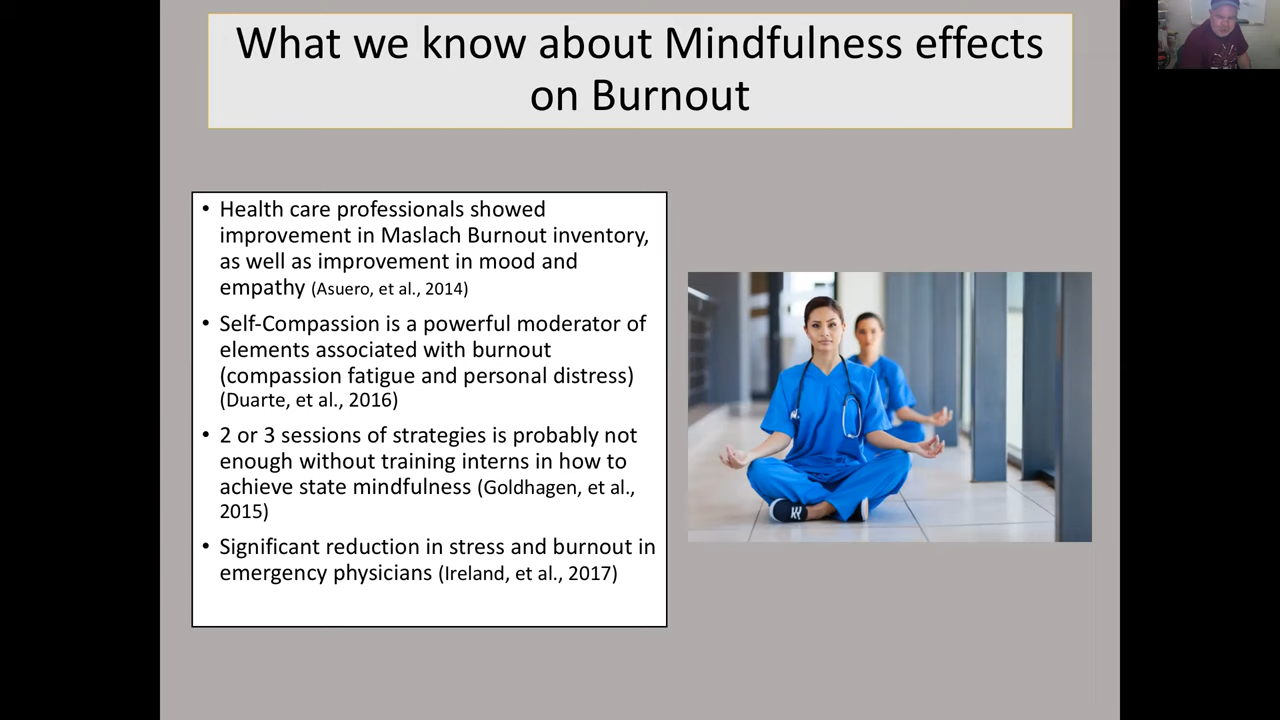 What we know about Mindfulness effects
on Burnout
• Health care professionals showed
improvement in Maslach Burnout inventory,
as well as improvement in mood and
empathy (Asuero, et al., 2014)
• Self-Compassion is a powerful moderator of
elements associated with burnout
(compassion fatigue and personal distress)
(Duarte, et al., 2016)
• 2 or 3 sessions of strategies is probably not
enough without training interns in how to
achieve state mindfulness (Goldhagen, et al.,
2015)
• Significant reduction in stress and burnout in
emergency physicians (Ireland, et al., 2017)